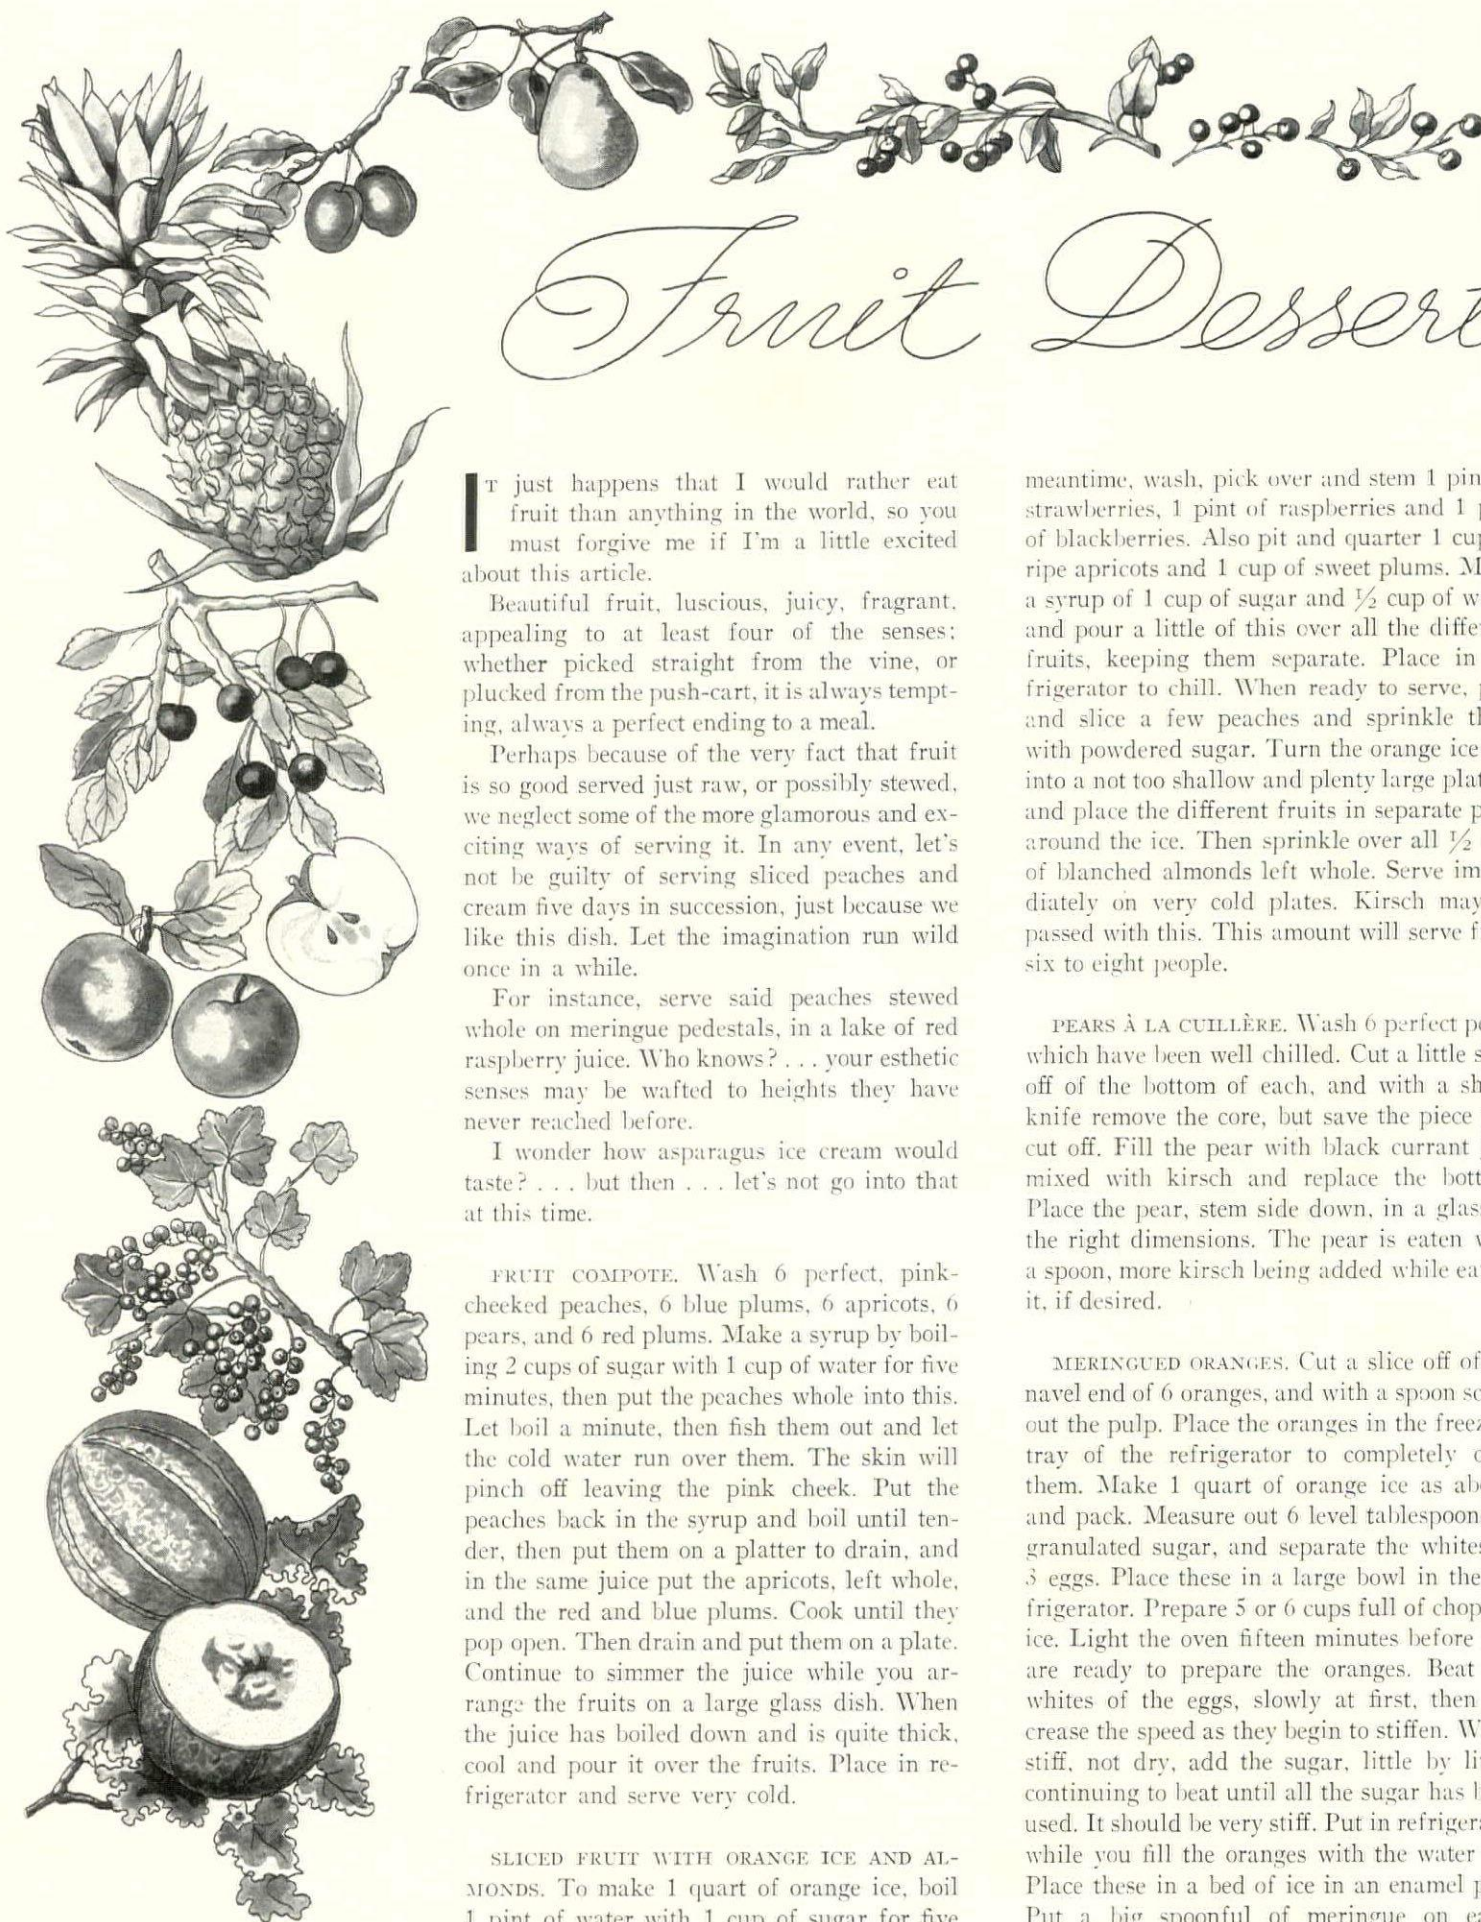 Fruit Dessert
IT just happens that I would rather eat
fruit than anything in the world, so you
must forgive me if I'm a little excited
about this article.
Beautiful fruit, luscious, juicy, fragrant,
appealing to at least four of the senses;
whether picked straight from the vine, or
plucked from the push-cart, it is always tempt-
ing, always a perfect ending to a meal.
Perhaps because of the very fact that fruit
is so good served just raw, or possibly stewed,
we neglect some of the more glamorous and ex-
citing ways of serving it. In any event, let's
not be guilty of serving sliced peaches and
cream five days in succession, just because we
like this dish. Let the imagination run wild
once in a while.
For instance, serve said peaches stewed
whole on meringue pedestals, in a lake of red
raspberry juice. Who knows? . . . your esthetic
senses may be wafted to heights they have
never reached before.
I wonder how asparagus ice cream would
taste? . . . but then . . . let's not go into that
at this time.
FRUIT COMPOTE. Wash 6 perfect, pink-
cheeked peaches, 6 blue plums, 6 apricots, 6
pears, and 6 red plums. Make a syrup by boil-
ing 2 cups of sugar with 1 cup of water for five
minutes, then put the peaches whole into this.
Let boil a minute, then fish them out and let
the cold water run over them. The skin will
pinch off leaving the pink cheek. Put the
peaches back in the syrup and boil until ten-
der, then put them on a platter to drain, and
in the same juice put the apricots, left whole,
and the red and blue plums. Cook until they
pop open. Then drain and put them on a plate.
Continue to simmer the juice while you ar-
range the fruits on a large glass dish. When
the juice has boiled down and is quite thick,
cool and pour it over the fruits. Place in re-
frigerator and serve very cold.
SLICED FRUIT WITH ORANGE ICE AND AL-
MONDS. To make 1 quart of orange ice, boil
1 pint of water with 1 cup of sugar for five
meantime, wash, pick over and stem 1 pin
strawberries, 1 pint of raspberries and 1
of blackberries. Also pit and quarter 1 cu
ripe apricots and 1 cup of sweet plums. M
a syrup of 1 cup of sugar and ½ cup of w
and pour a little of this over all the diffe
fruits, keeping them separate. Place in
frigerator to chill. When ready to serve,
and slice a few peaches and sprinkle th
with powdered sugar. Turn the orange ice
into a not too shallow and plenty large plat
and place the different fruits in separate p
around the ice. Then sprinkle over all ½
of blanched almonds left whole. Serve im
diately on very cold plates. Kirsch may
passed with this. This amount will serve f
six to eight people.
PEARS À LA CUILLÈRE. Wash 6 perfect pe
which have been well chilled. Cut a little s
off of the bottom of each, and with a sh
knife remove the core, but save the piece
cut off. Fill the pear with black currant
mixed with kirsch and replace the bott
Place the pear, stem side down, in a glas
the right dimensions. The pear is eaten w
a spoon, more kirsch being added while ea
it, if desired.
MERINGUED ORANGES. Cut a slice off of
navel end of 6 oranges, and with a spoon sc
out the pulp. Place the oranges in the freez
tray of the refrigerator to completely c
them. Make 1 quart of orange ice as ab
and pack. Measure out 6 level tablespoon
granulated sugar, and separate the whites
3 eggs. Place these in a large bowl in the
frigerator. Prepare 5 or 6 cups full of chop
ice. Light the oven fifteen minutes before
are ready to prepare the oranges. Beat
whites of the eggs, slowly at first, then
crease the speed as they begin to stiffen. W
stiff, not dry, add the sugar, little by li
continuing to beat until all the sugar has b
used. It should be very stiff. Put in refriger
while you fill the oranges with the water
Place these in a bed of ice in an enamel p
Put a big spoonful of meringue on e